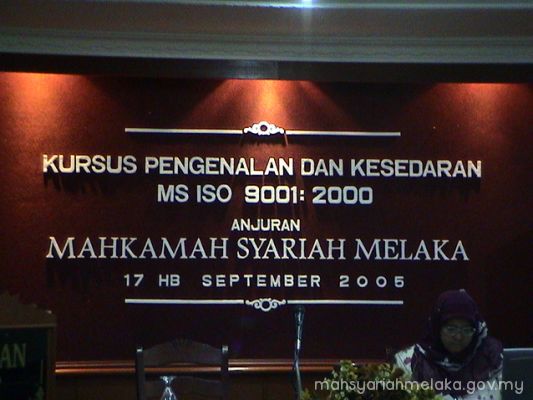 KURSUS PENGENALAN DAN KESEDARAN
MS ISO 9001: 2000
ANJURAN
MAHKAMAH SYARIAH MELAKA
17 HB SEPTEMBER 2005
mahsyariahmelaka.gov.my